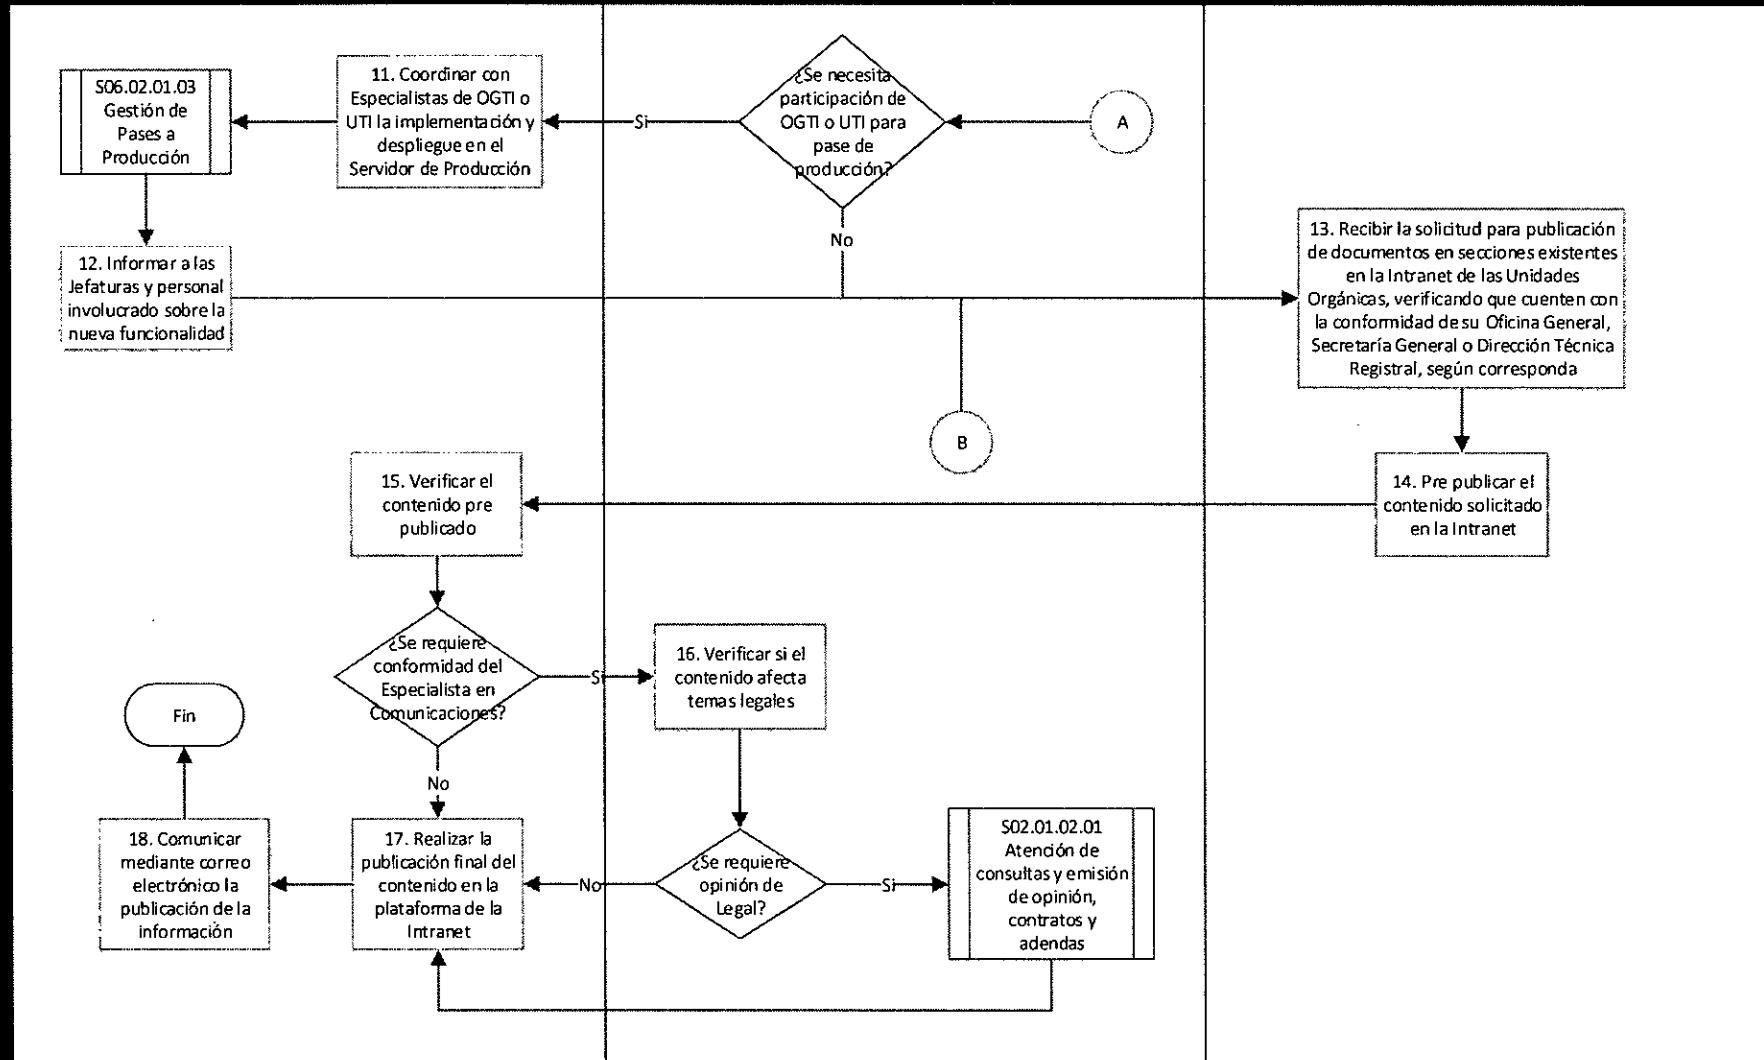 S06.02.01.03
Gestión de
Pases a
Producción
11. Coordinar con
Especialistas de OGTI o
UTI la implementación y
despliegue en el
Servidor de Producción
Si
¿Se necesita
participación de
OGTI o UTI para
pase de
producción?
A
No
12. Informar a las
Jefaturas y personal
involucrado sobre la
nueva funcionalidad
13. Recibir la solicitud para publicación
de documentos en secciones existentes
en la Intranet de las Unidades
Orgánicas, verificando que cuenten con
la conformidad de su Oficina General,
Secretaría General o Dirección Técnica
Registral, según corresponda
B
14. Pre publicar el
contenido solicitado
en la Intranet
15. Verificar el
contenido pre
publicado
¿Se requiere
conformidad del
Especialista en
Comunicaciones?
Si
16. Verificar si el
contenido afecta
temas legales
Fin
No
18. Comunicar
mediante correo
electrónico la
publicación de la
información
17. Realizar la
publicación final del
contenido en la
plataforma de la
Intranet
No
¿Se requiere
opinión de
Legal?
Si
S02.01.02.01
Atención de
consultas y emisión
de opinión,
contratos y
adendas